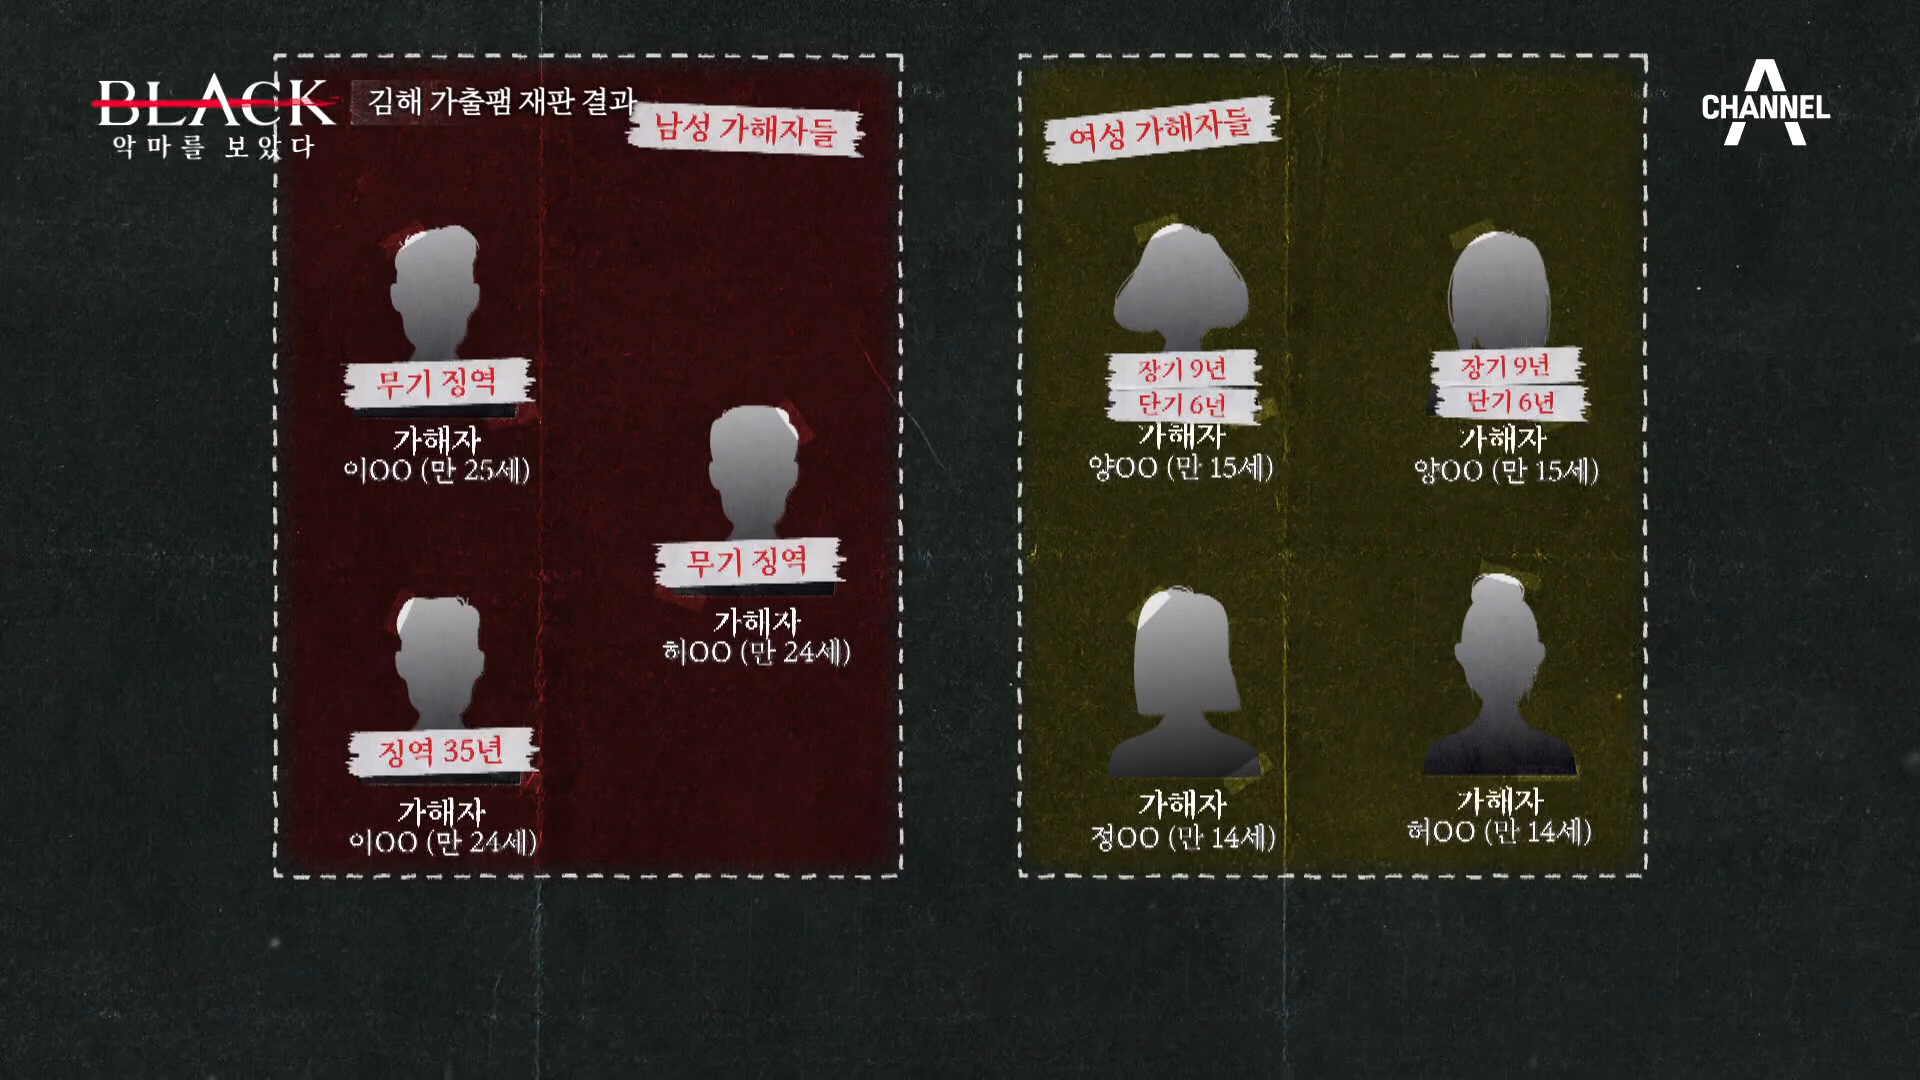 BLACK
악마를 보았다
김해 가출팸 재판 결과
CHANNEL A
남성 가해자들
무기 징역
가해자
이OO (만 25세)
무기 징역
가해자
허OO (만 24세)
징역 35년
가해자
이OO (만 24세)
여성 가해자들
장기 9년
단기 6년
가해자
양OO (만 15세)
장기 9년
단기 6년
가해자
양OO (만 15세)
가해자
정OO (만 14세)
가해자
허OO (만 14세)